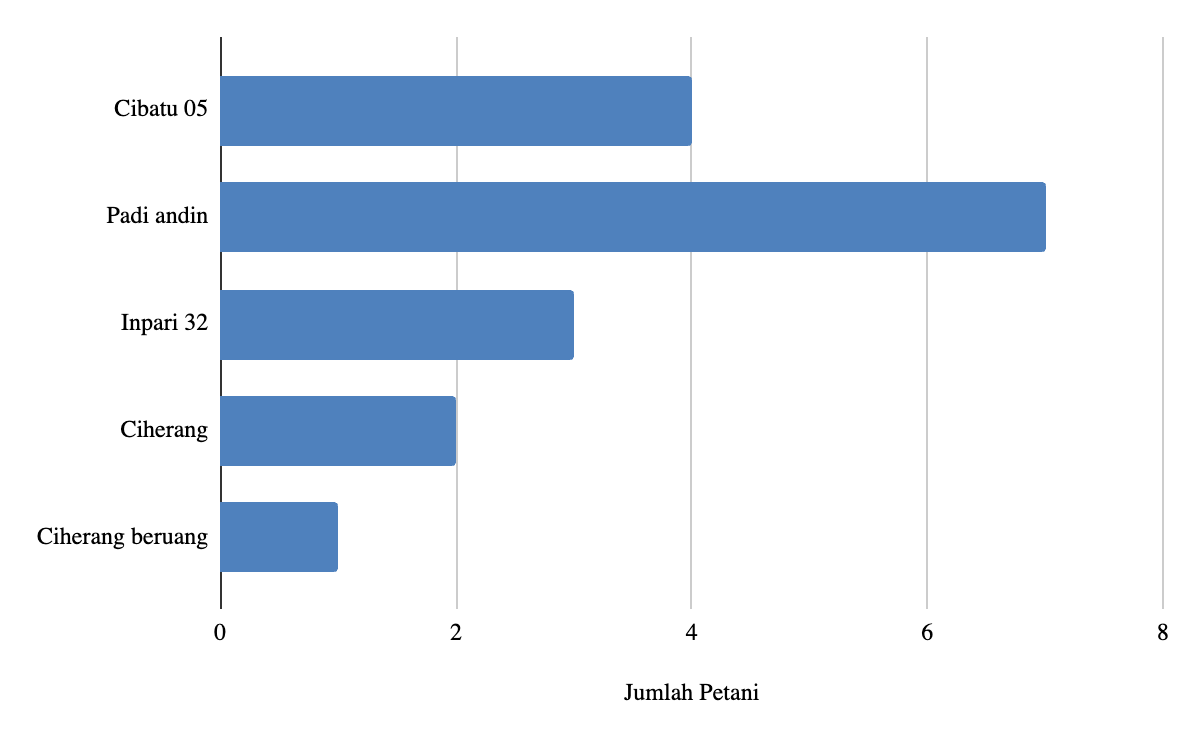 Cibatu 05
Padi andin
Inpari 32
Ciherang
Ciherang beruang
0 2 4 6 8
Jumlah Petani